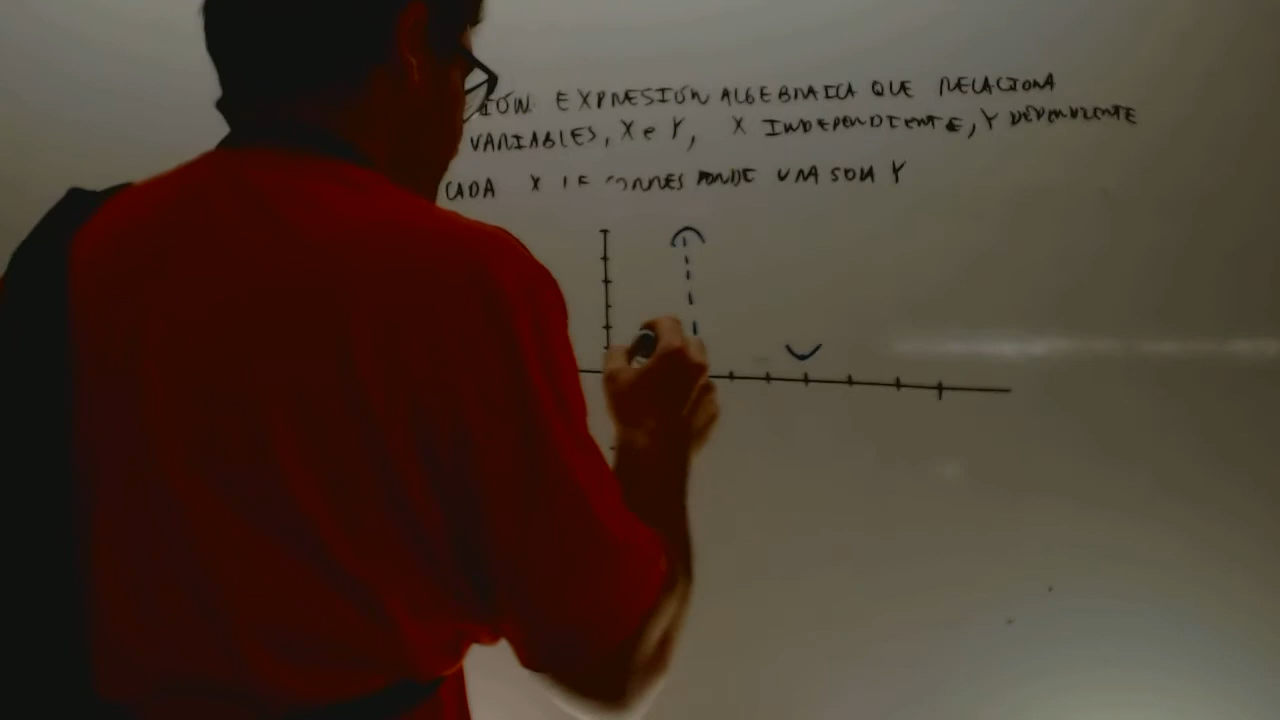 IÓN EXPRESIÓN ALGEBRAICA QUE RELACIONA
VARIABLES, X e Y, X INDEPENDIENTE, Y DEPENDIENTE
CADA X LE CORRESPONDE UNA SOLA Y